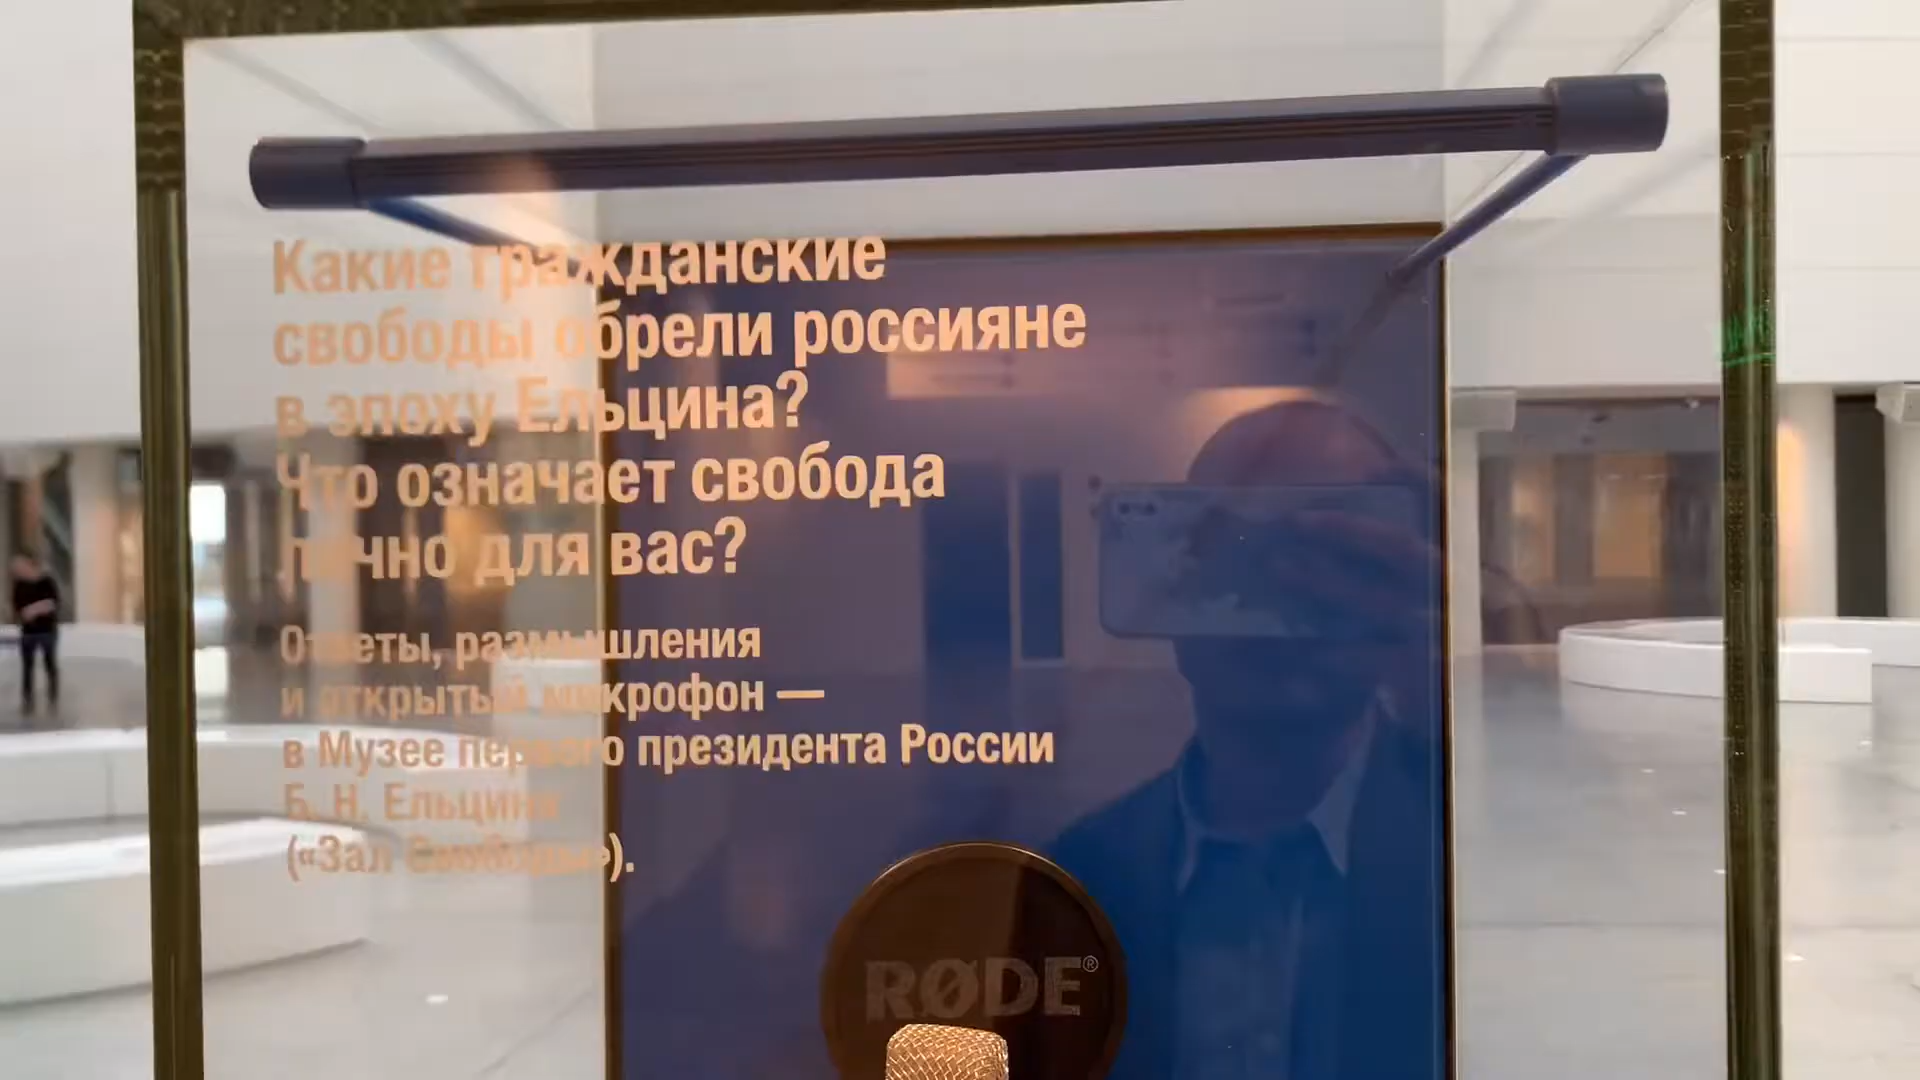 Какие гражданские
свободы обрели россияне
в эпоху Ельцина?
Что означает свобода
лично для вас?
Ответы, размышления
и открытый микрофон —
в Музее первого президента России
Б. Н. Ельцина
(«Зал Свободы»).
RØDE®